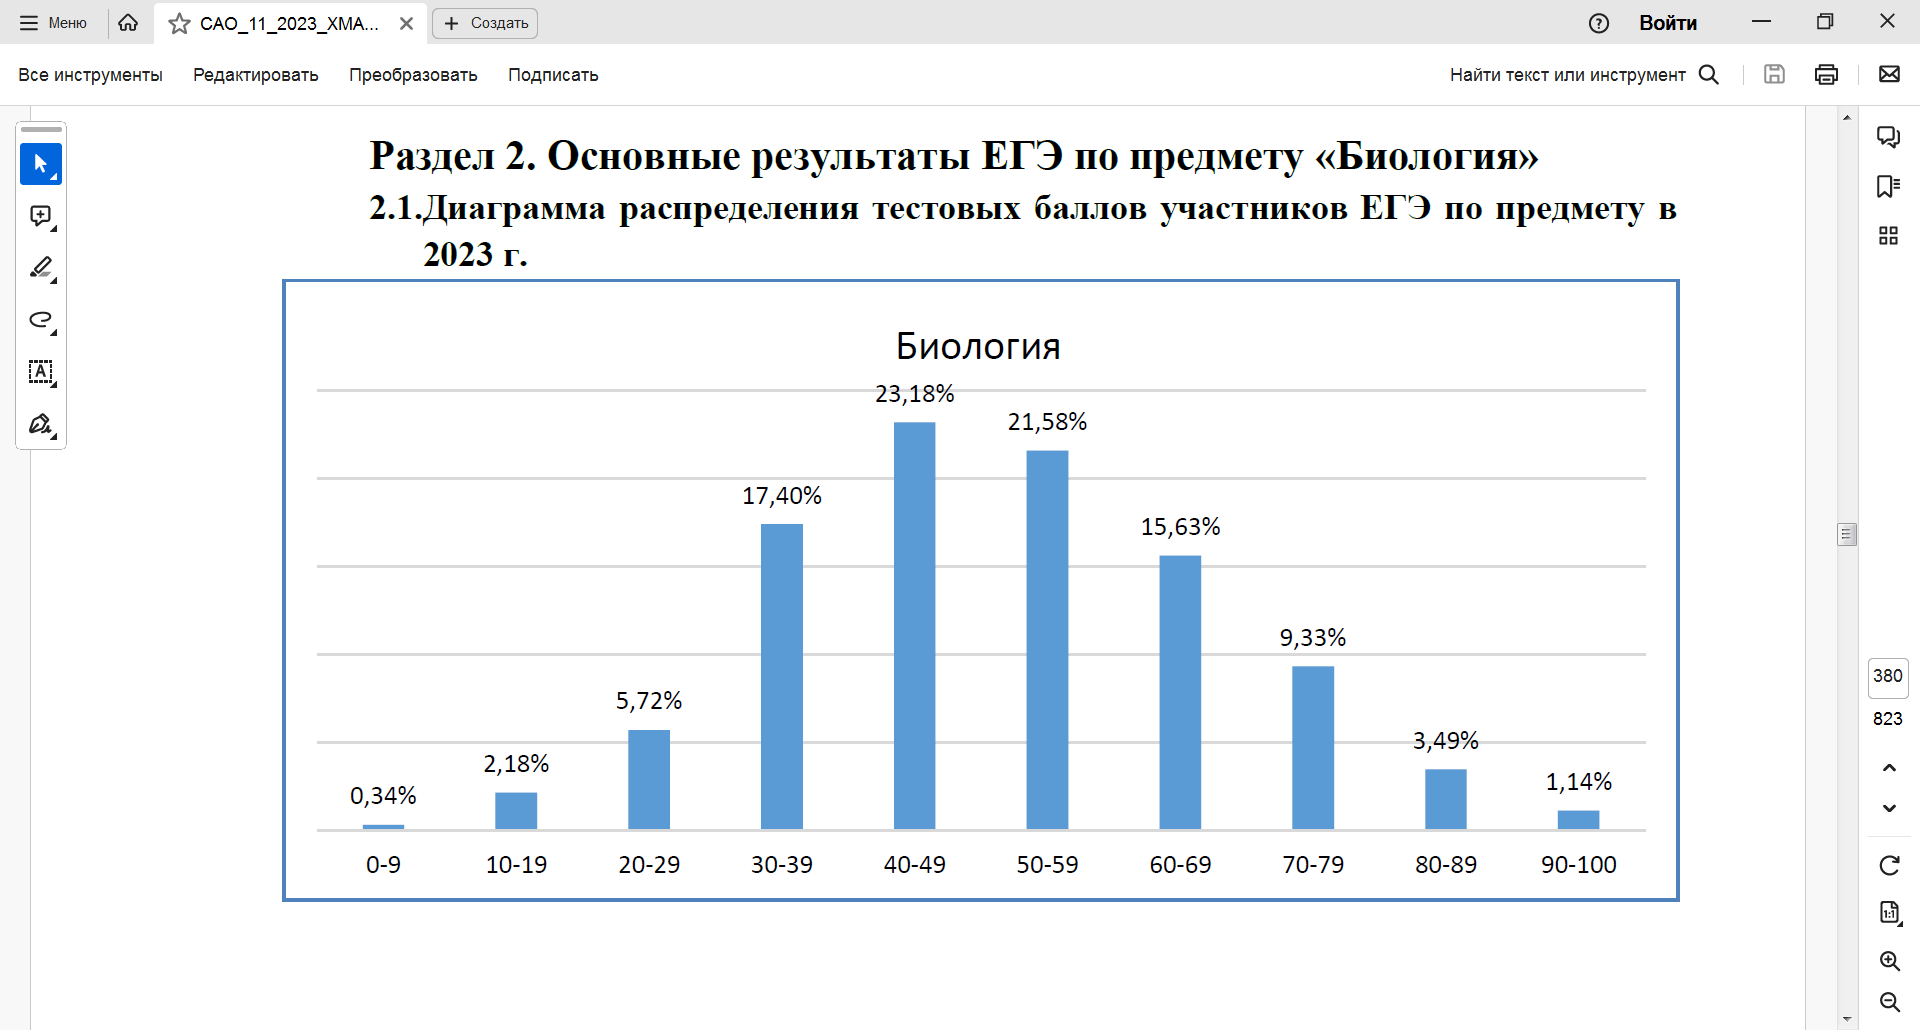 Меню
САО_11_2023_ХМА...
Создать
Войти
Все инструменты
Редактировать
Преобразовать
Подписать
Найти текст или инструмент
Раздел 2. Основные результаты ЕГЭ по предмету «Биология»
2.1.Диаграмма распределения тестовых баллов участников ЕГЭ по предмету в
2023 г.
Биология
23,18%
21,58%
17,40%
15,63%
9,33%
5,72%
3,49%
2,18%
1,14%
0,34%
0-9 10-19 20-29 30-39 40-49 50-59 60-69 70-79 80-89 90-100
380
823
1:1